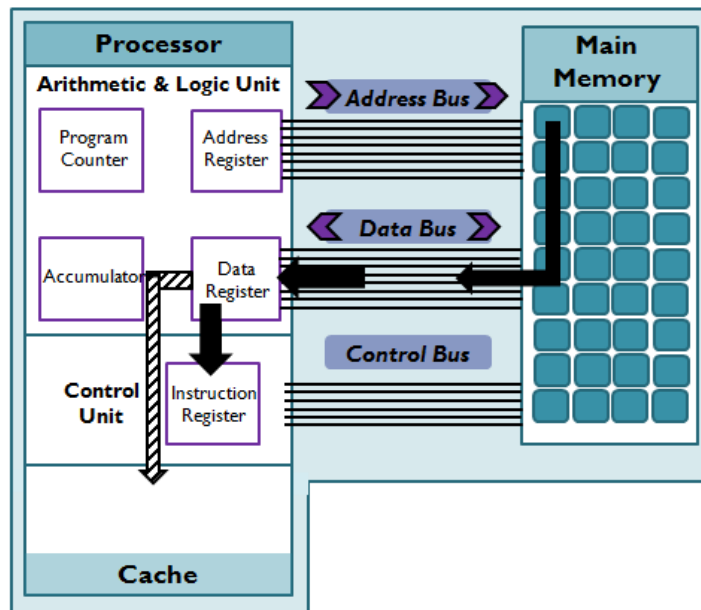 Processor
Main
Memory
Arithmetic & Logic Unit
Address Bus
Program
Counter
Address
Register
Data Bus
Accumulator
Data
Register
Control Bus
Control
Unit
Instruction
Register
Cache